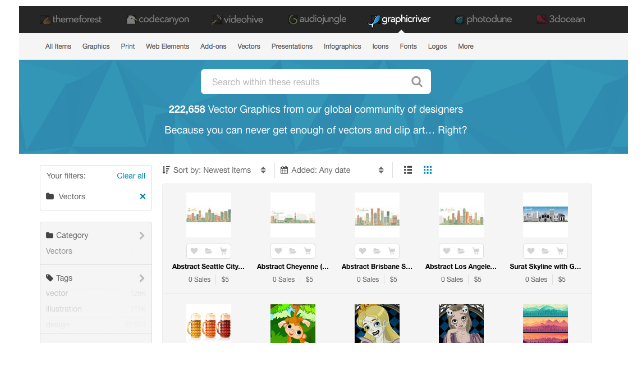 themeforest codecanyon videohive audiojungle graphicriver photodune 3docean
All Items Graphics Print Web Elements Add-ons Vectors Presentations Infographics Icons Fonts Logos More
Search within these results
222,658 Vector Graphics from our global community of designers
Because you can never get enough of vectors and clip art... Right?
Your filters: Clear all
Vectors
Sort by: Newest Items Added: Any date
Category
Vectors
Tags
vector
illustration
design
Abstract Seattle City... Abstract Cheyenne (... Abstract Brisbane S... Abstract Los Angele... Surat Skyline with G...
0 Sales $5 0 Sales $5 0 Sales $5 0 Sales $5 0 Sales $5